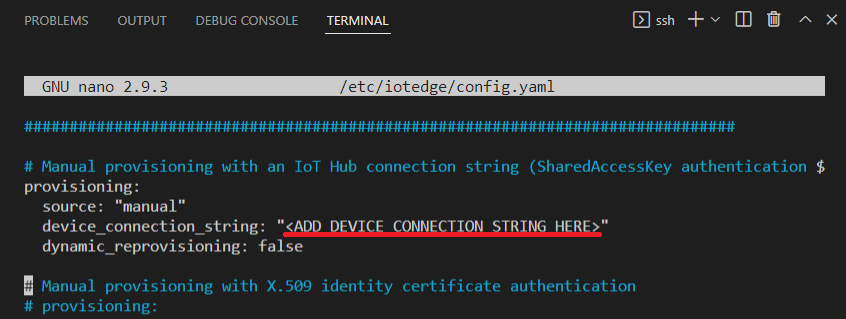 PROBLEMS OUTPUT DEBUG CONSOLE TERMINAL ssh
GNU nano 2.9.3 /etc/iotedge/config.yaml
###############################################################################
# Manual provisioning with an IoT Hub connection string (SharedAccessKey authentication $
provisioning:
  source: "manual"
  device_connection_string: "<ADD DEVICE CONNECTION STRING HERE>"
  dynamic_reprovisioning: false
# Manual provisioning with X.509 identity certificate authentication
# provisioning: